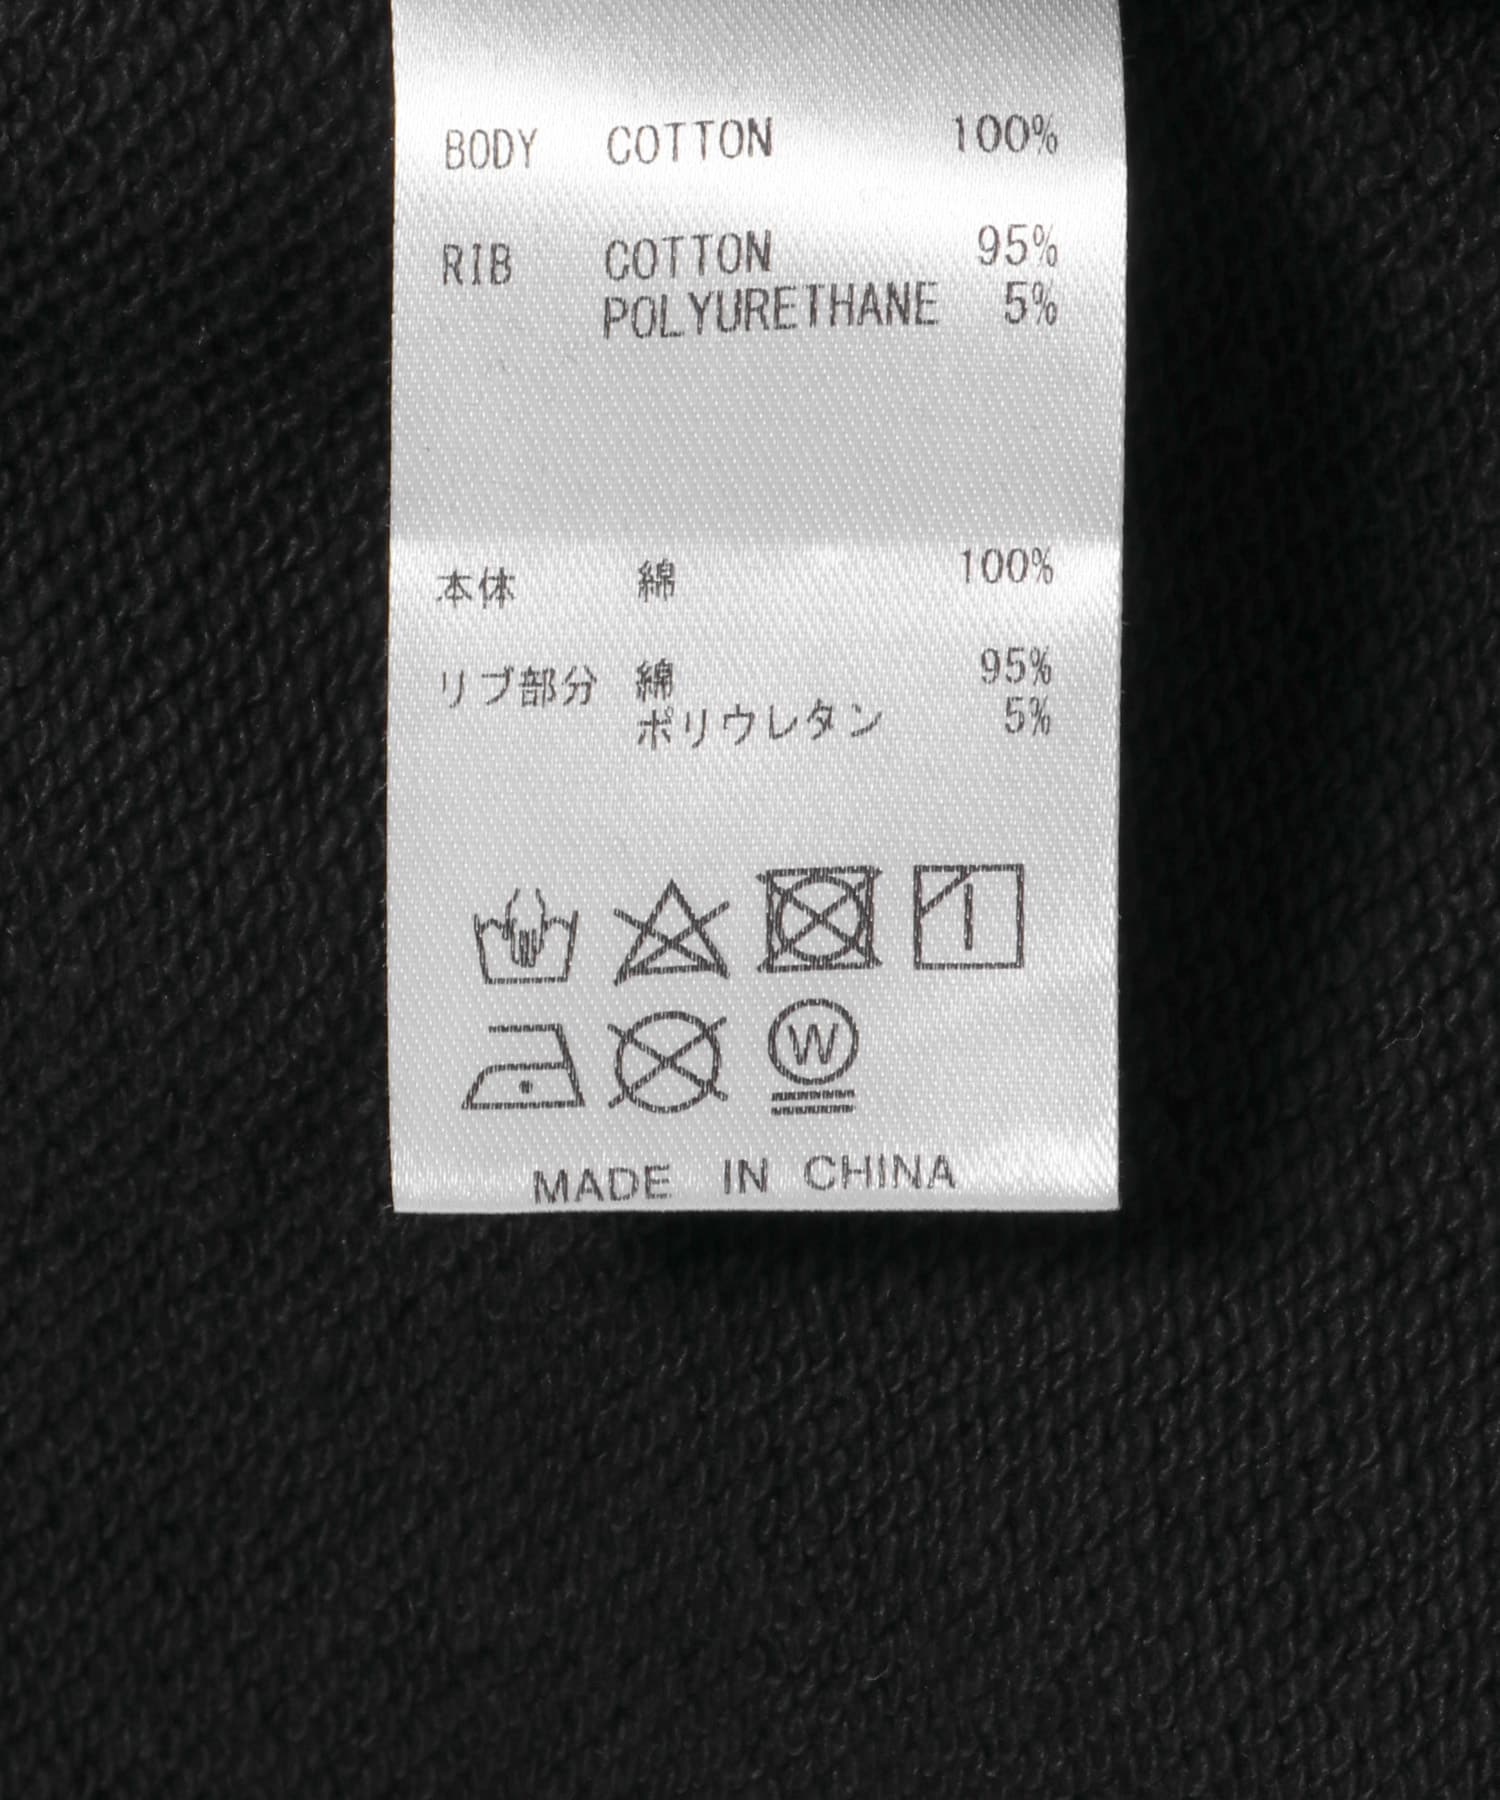 BODY COTTON 100%
RIB COTTON 95%
POLYURETHANE 5%
本体 綿 100%
リブ部分 綿 95%
ポリウレタン 5%
W
MADE IN CHINA